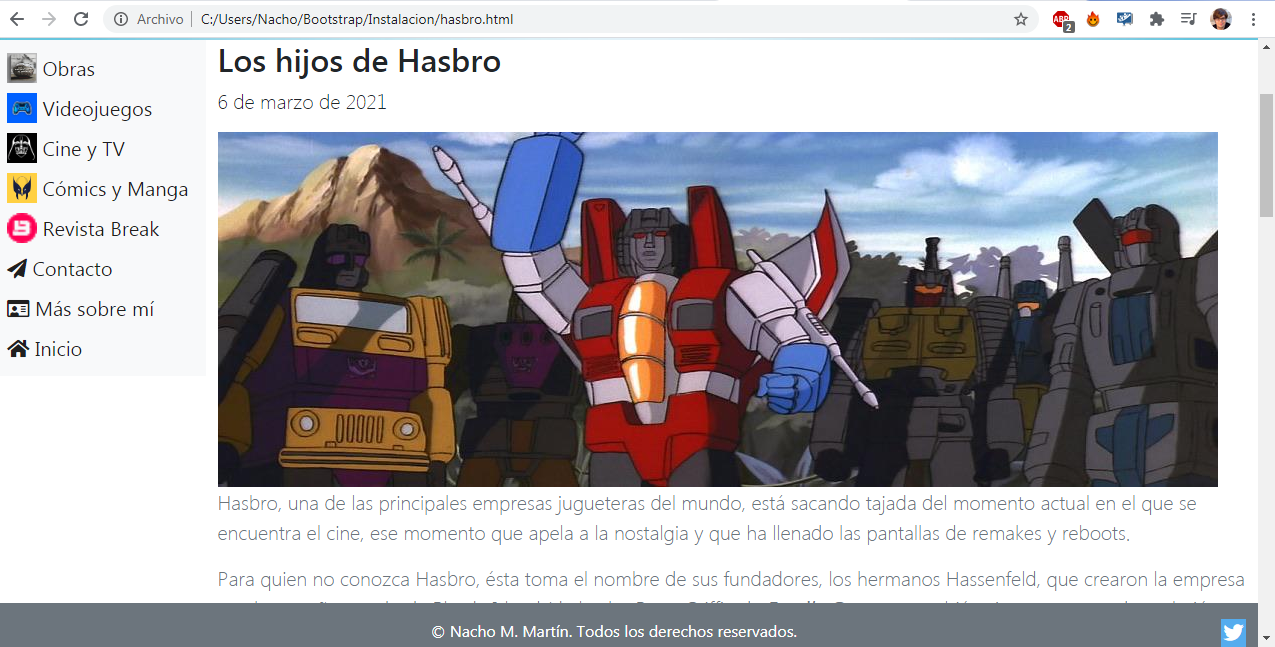 Archivo | C:/Users/Nacho/Bootstrap/Instalacion/hasbro.html
ABP
2
Obras
Videojuegos
Cine y TV
Cómics y Manga
Revista Break
Contacto
Más sobre mí
Inicio
Los hijos de Hasbro
6 de marzo de 2021
Hasbro, una de las principales empresas jugueteras del mundo, está sacando tajada del momento actual en el que se
encuentra el cine, ese momento que apela a la nostalgia y que ha llenado las pantallas de remakes y reboots.
Para quien no conozca Hasbro, ésta toma el nombre de sus fundadores, los hermanos Hassenfeld, que crearon la empresa
© Nacho M. Martín. Todos los derechos reservados.